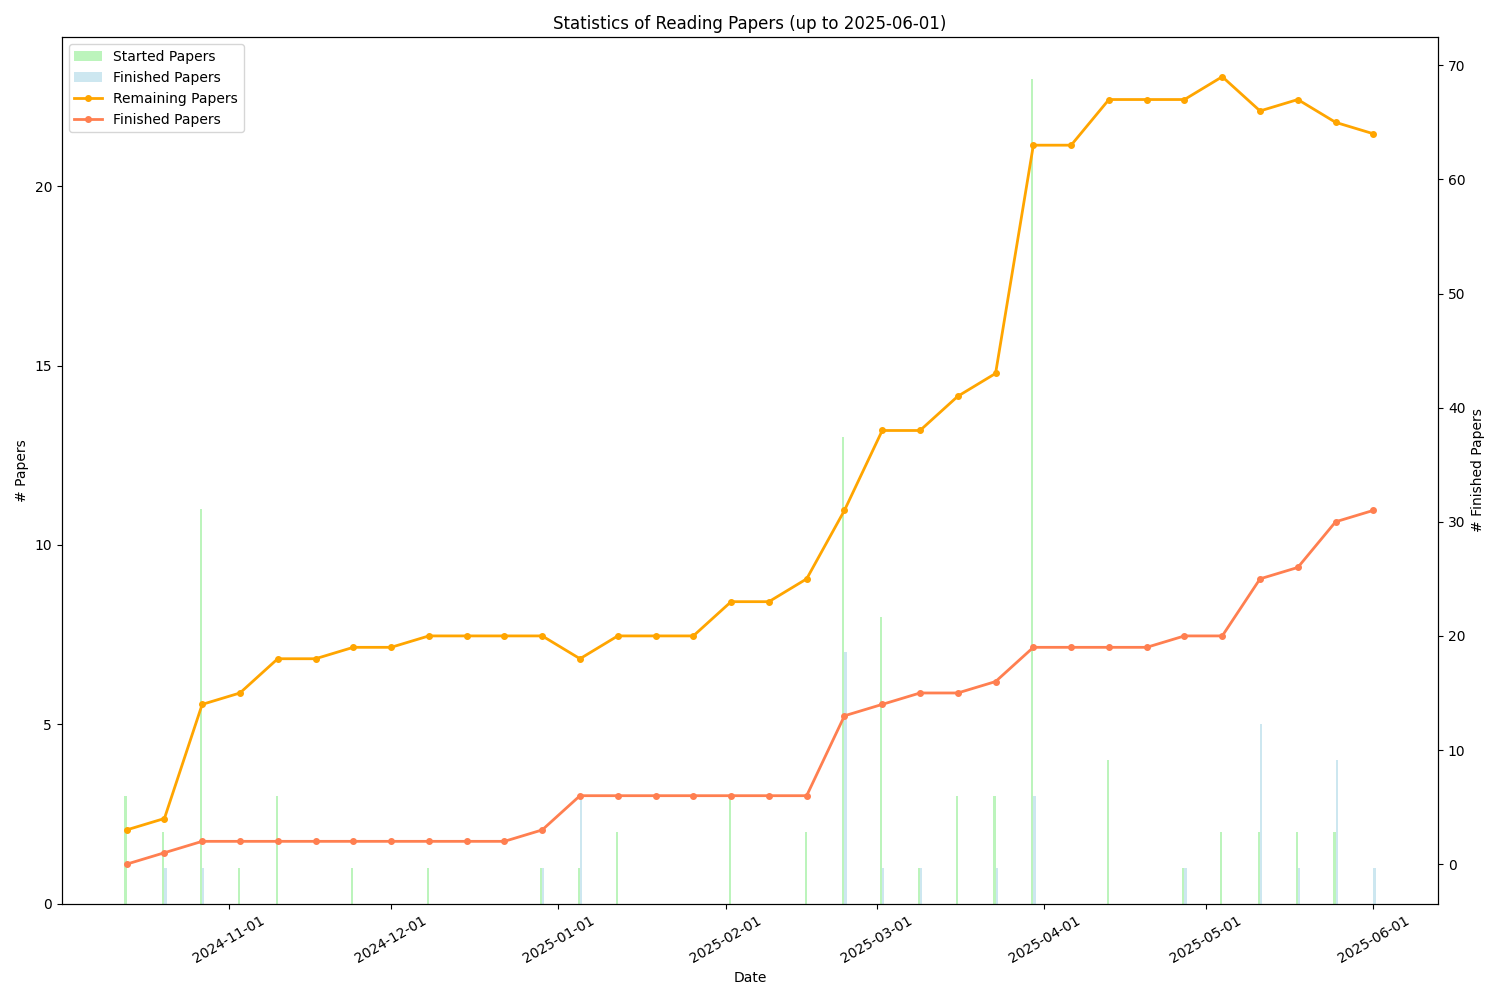 Statistics of Reading Papers (up to 2025-06-01)
Started Papers
Finished Papers
Remaining Papers
Finished Papers
# Papers
0
5
10
15
20
# Finished Papers
0
10
20
30
40
50
60
70
2024-11-01
2024-12-01
2025-01-01
2025-02-01
2025-03-01
2025-04-01
2025-05-01
2025-06-01
Date